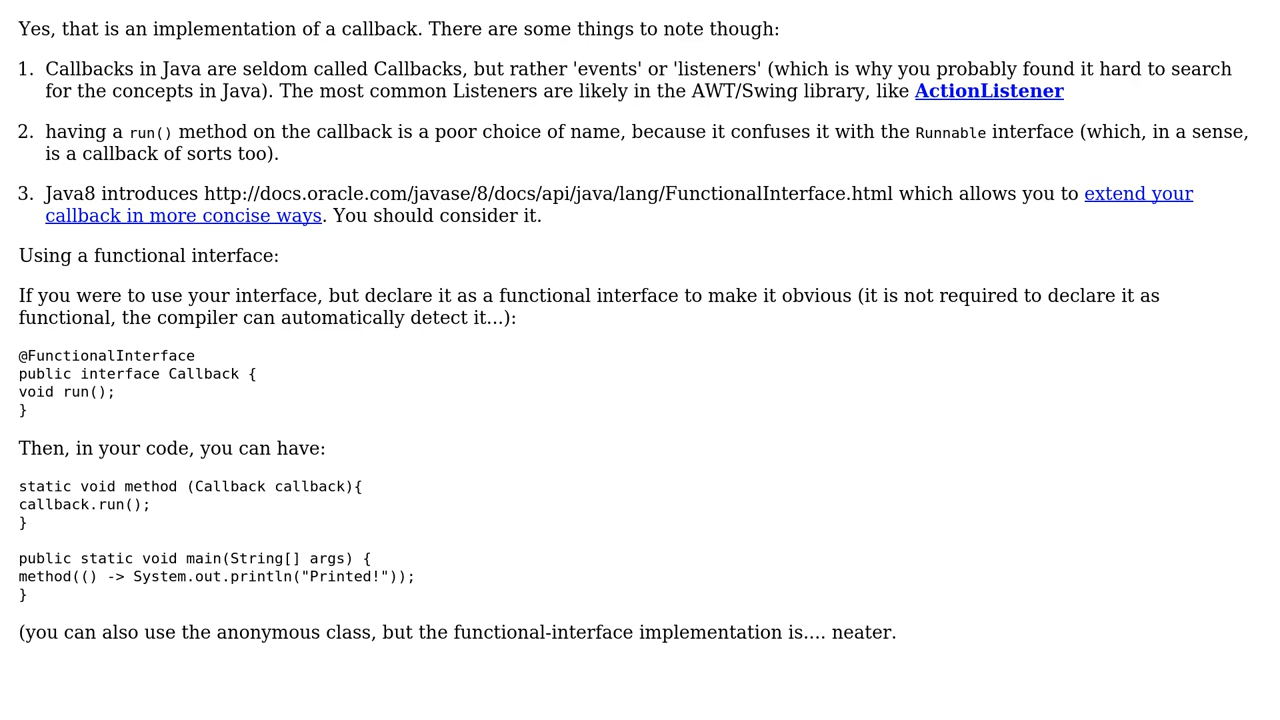 Yes, that is an implementation of a callback. There are some things to note though:
1. Callbacks in Java are seldom called Callbacks, but rather 'events' or 'listeners' (which is why you probably found it hard to search
for the concepts in Java). The most common Listeners are likely in the AWT/Swing library, like ActionListener
2. having a run() method on the callback is a poor choice of name, because it confuses it with the Runnable interface (which, in a sense,
is a callback of sorts too).
3. Java8 introduces http://docs.oracle.com/javase/8/docs/api/java/lang/FunctionalInterface.html which allows you to extend your
callback in more concise ways. You should consider it.
Using a functional interface:
If you were to use your interface, but declare it as a functional interface to make it obvious (it is not required to declare it as
functional, the compiler can automatically detect it...):
@FunctionalInterface
public interface Callback {
void run();
}
Then, in your code, you can have:
static void method (Callback callback){
callback.run();
}
public static void main(String[] args) {
method(() -> System.out.println("Printed!"));
}
(you can also use the anonymous class, but the functional-interface implementation is.... neater.